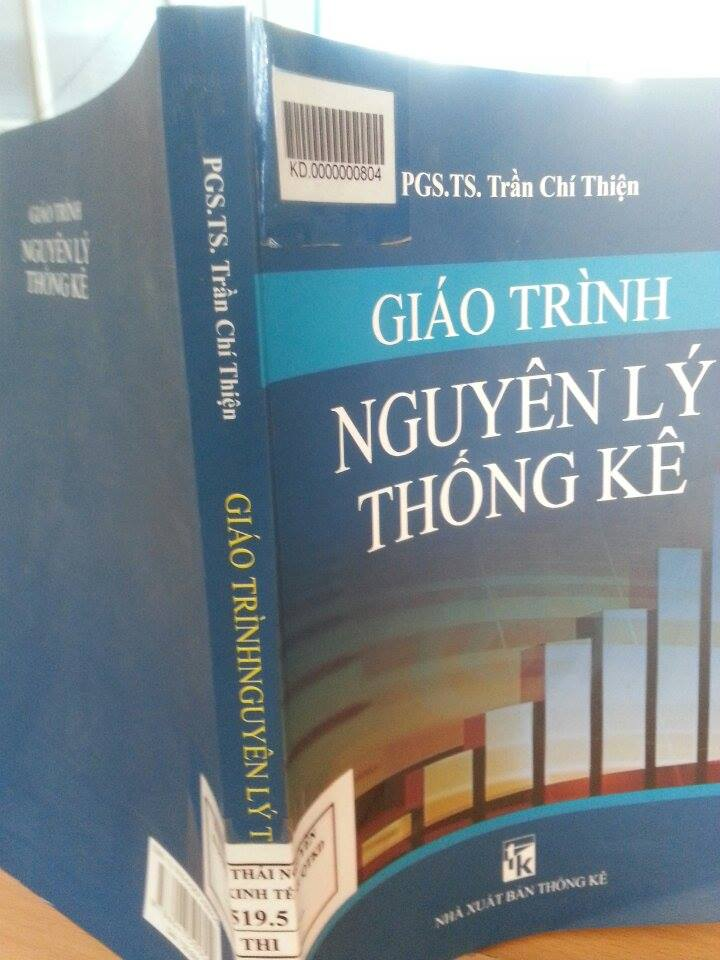 GIÁO TRÌNH
NGUYÊN LÝ
THỐNG KÊ
PGS.TS. Trần Chí Thiện
GIÁO TRÌNHNGUYÊN LÝ T
THÁI N
KINH TẾ
519.5
THI
KD.0000000804
PGS.TS. Trần Chí Thiện
GIÁO TRÌNH
NGUYÊN LÝ
THỐNG KÊ
NHÀ XUẤT BẢN THỐNG KÊ